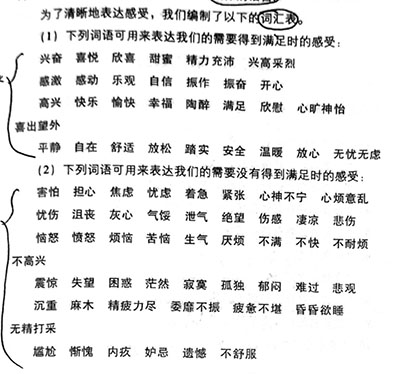 为了清晰地表达感受，我们编制了以下的词汇表。
(1) 下列词语可用来表达我们的需要得到满足时的感受：
兴奋 喜悦 欣喜 甜蜜 精力充沛 兴高采烈
感激 感动 乐观 自信 振作 振奋 开心
高兴 快乐 愉快 幸福 陶醉 满足 欣慰 心旷神怡
喜出望外
平静 自在 舒适 放松 踏实 安全 温暖 放心 无忧无虑
(2) 下列词语可用来表达我们的需要没有得到满足时的感受：
害怕 担心 焦虑 忧虑 着急 紧张 心神不宁 心烦意乱
忧伤 沮丧 灰心 气馁 泄气 绝望 伤感 凄凉 悲伤
恼怒 愤怒 烦恼 苦恼 生气 厌烦 不满 不快 不耐烦
不高兴
震惊 失望 困惑 茫然 寂寞 孤独 郁闷 难过 悲观
沉重 麻木 精疲力尽 委靡不振 疲惫不堪 昏昏欲睡
无精打采
尴尬 惭愧 内疚 妒忌 遗憾 不舒服